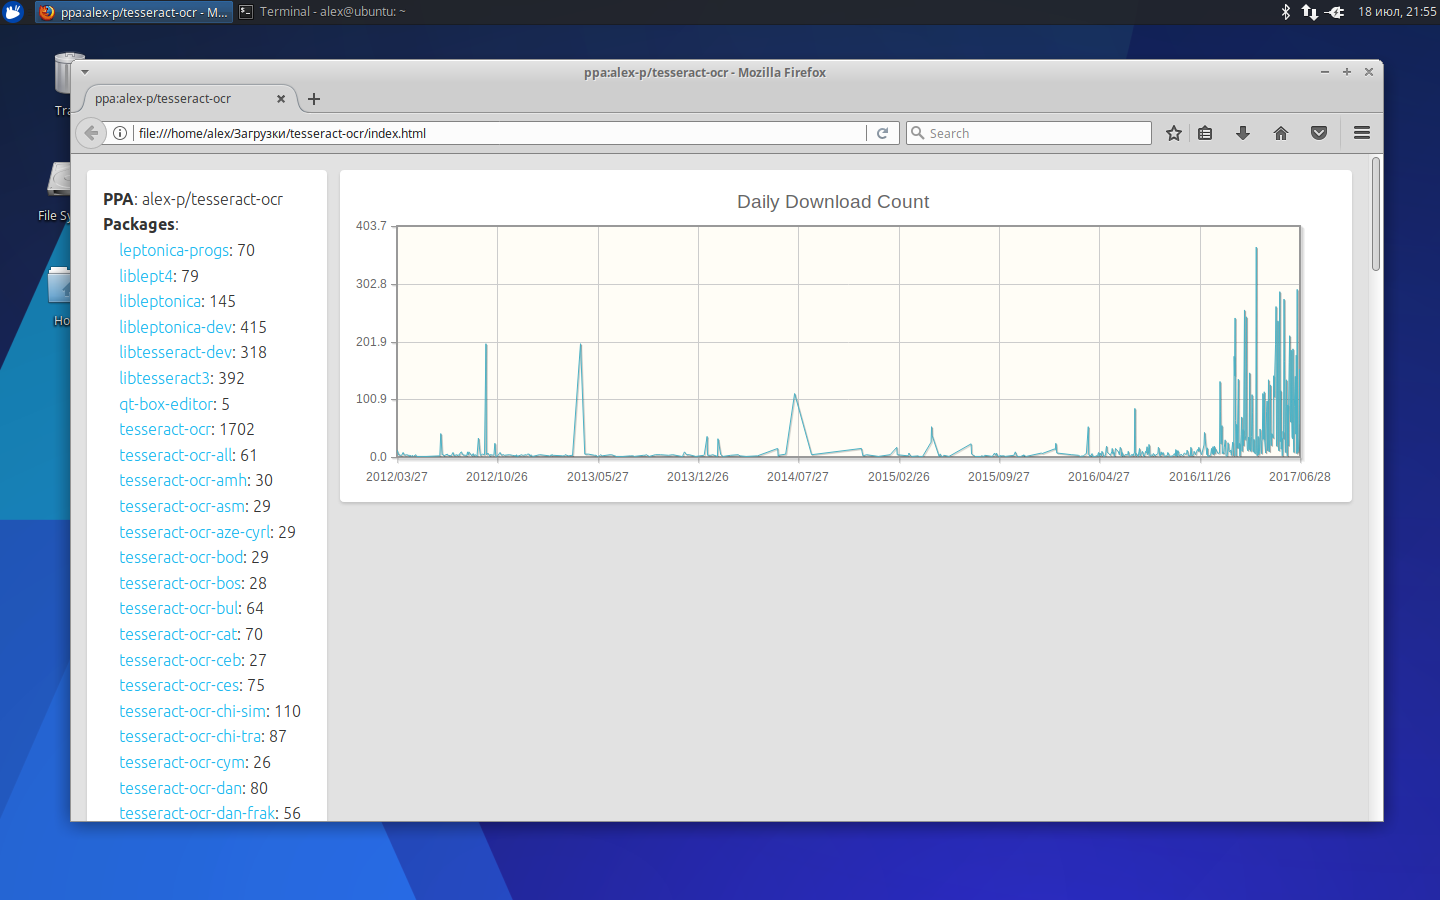 ppa:alex-p/tesseract-ocr - M...
Terminal - alex@ubuntu: ~
18 июл, 21:55
ppa:alex-p/tesseract-ocr - Mozilla Firefox
ppa:alex-p/tesseract-ocr
file:///home/alex/Загрузки/tesseract-ocr/index.html
Search
PPA: alex-p/tesseract-ocr
Packages:
leptonica-progs: 70
liblept4: 79
libleptonica: 145
libleptonica-dev: 415
libtesseract-dev: 318
libtesseract3: 392
qt-box-editor: 5
tesseract-ocr: 1702
tesseract-ocr-all: 61
tesseract-ocr-amh: 30
tesseract-ocr-asm: 29
tesseract-ocr-aze-cyrl: 29
tesseract-ocr-bod: 29
tesseract-ocr-bos: 28
tesseract-ocr-bul: 64
tesseract-ocr-cat: 70
tesseract-ocr-ceb: 27
tesseract-ocr-ces: 75
tesseract-ocr-chi-sim: 110
tesseract-ocr-chi-tra: 87
tesseract-ocr-cym: 26
tesseract-ocr-dan: 80
tesseract-ocr-dan-frak: 56
Daily Download Count
403.7
302.8
201.9
100.9
0.0
2012/03/27
2012/10/26
2013/05/27
2013/12/26
2014/07/27
2015/02/26
2015/09/27
2016/04/27
2016/11/26
2017/06/28
Tra
File Sy
Ho